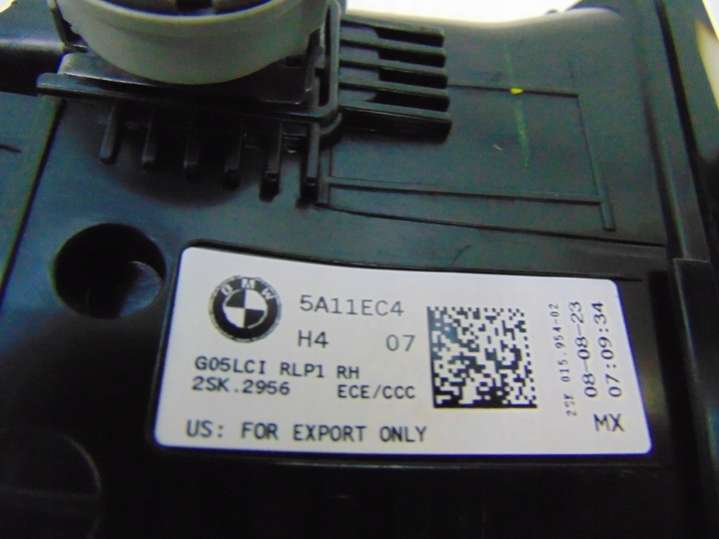 BMW
5A11EC4
H4 07
G05LCI RLP1 RH
2SK.2956 ECE/CCC
US: FOR EXPORT ONLY
015.954-02
08-08-23
07:09:34
MX